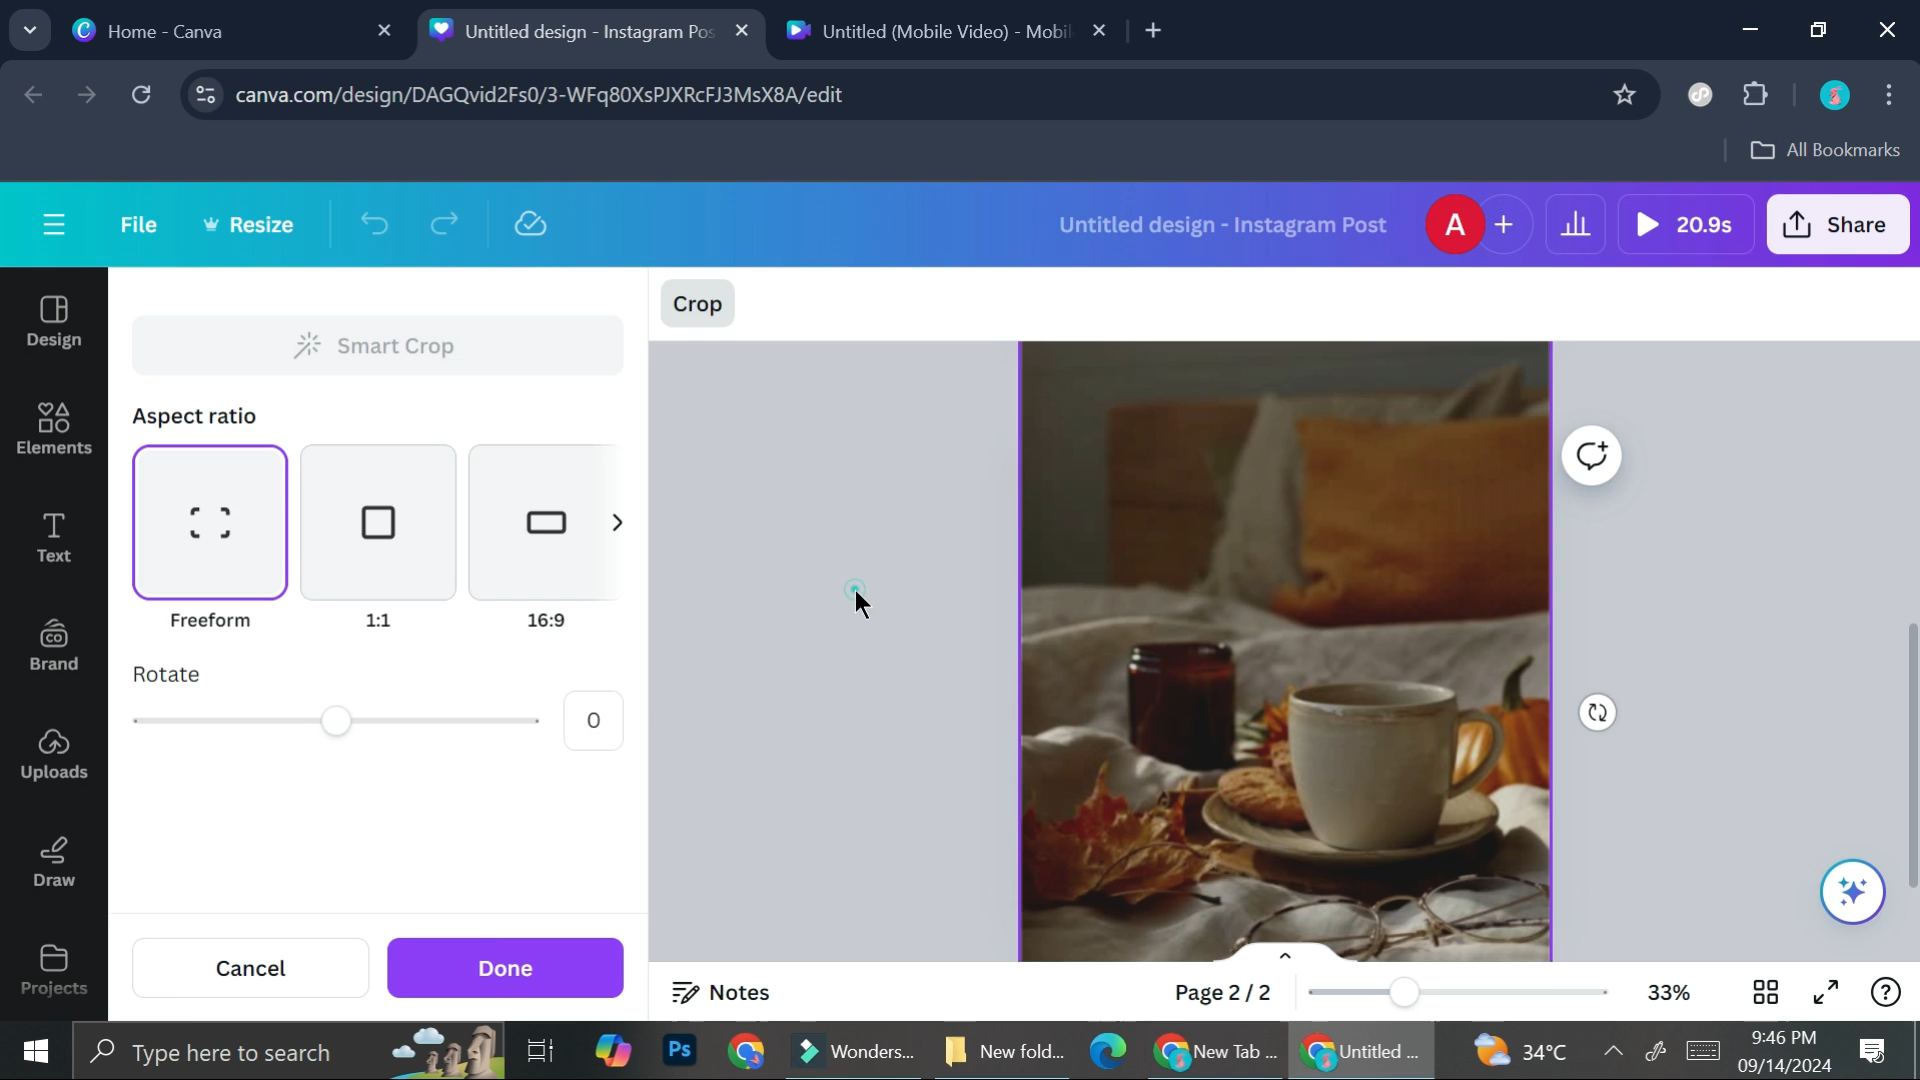 Home - Canva
Untitled design - Instagram Pos
Untitled (Mobile Video) - Mobil
canva.com/design/DAGQvid2Fs0/3-WFq80XsPJXRcFJ3MsX8A/edit
All Bookmarks
File
Resize
Untitled design - Instagram Post
A
20.9s
Share
Design
Elements
Text
Brand
Uploads
Draw
Projects
Smart Crop
Aspect ratio
Freeform
1:1
16:9
Rotate
0
Cancel
Done
Crop
Notes
Page 2 / 2
33%
Type here to search
Ps
Wonders...
New fold...
New Tab ...
Untitled ...
34°C
9:46 PM
09/14/2024